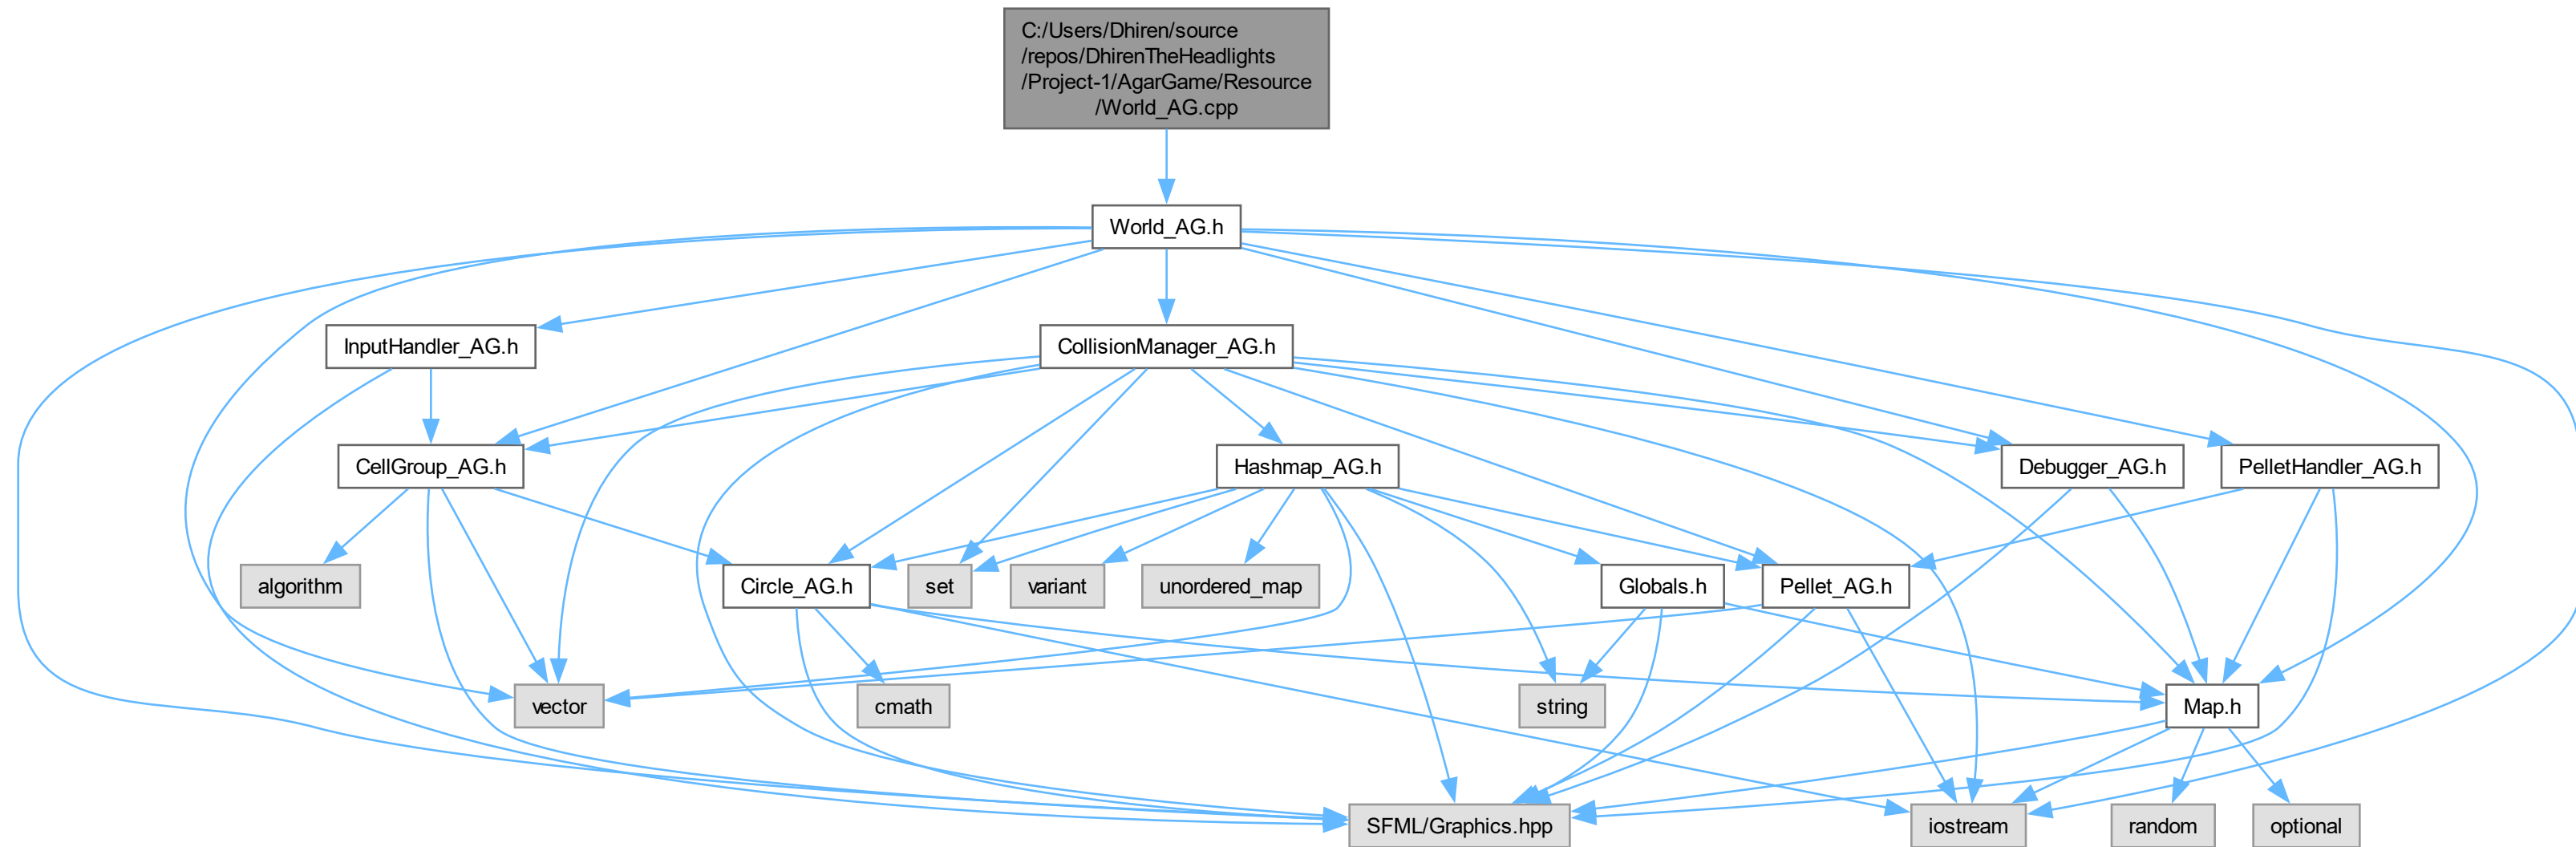 C:/Users/Dhiren/source
/repos/DhirenTheHeadlights
/Project-1/AgarGame/Resource
/World_AG.cpp
World_AG.h
InputHandler_AG.h
CollisionManager_AG.h
CellGroup_AG.h
Hashmap_AG.h
Debugger_AG.h
PelletHandler_AG.h
algorithm
Circle_AG.h
set
variant
unordered_map
Globals.h
Pellet_AG.h
vector
cmath
string
Map.h
SFML/Graphics.hpp
iostream
random
optional